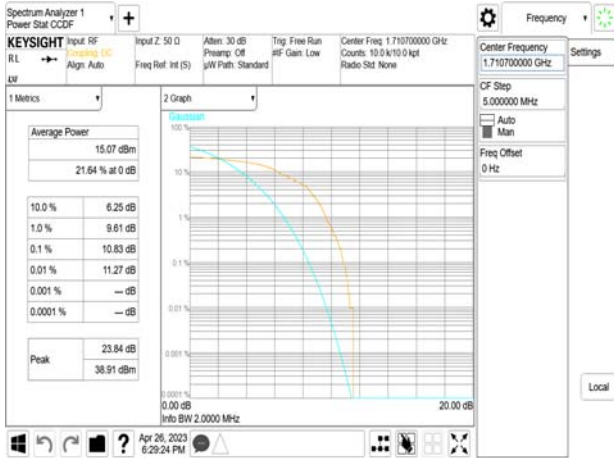 Spectrum Analyzer 1
Power Stat CCDF
KEYSIGHT
RL
Input: RF
Coupling: DC
Align: Auto
Input Z: 50 Ω
Freq Ref: Int (S)
Atten: 30 dB
Preamp: Off
µW Path: Standard
Trig: Free Run
#IF Gain: Low
Center Freq: 1.710700000 GHz
Counts: 10.0 k/10.0 kpt
Radio Std: None
1 Metrics
Average Power
15.07 dBm
21.64 % at 0 dB
10.0 % 6.25 dB
1.0 % 9.61 dB
0.1 % 10.83 dB
0.01 % 11.27 dB
0.001 % --- dB
0.0001 % --- dB
Peak
23.84 dB
38.91 dBm
2 Graph
Gaussian
100 %
10 %
1 %
0.1 %
0.01 %
0.001 %
0.0001 %
0.00 dB
20.00 dB
Info BW 2.0000 MHz
Apr 26, 2023
6:29:24 PM
Frequency
Center Frequency
1.710700000 GHz
CF Step
5.000000 MHz
Auto
Man
Freq Offset
0 Hz
Settings
Local